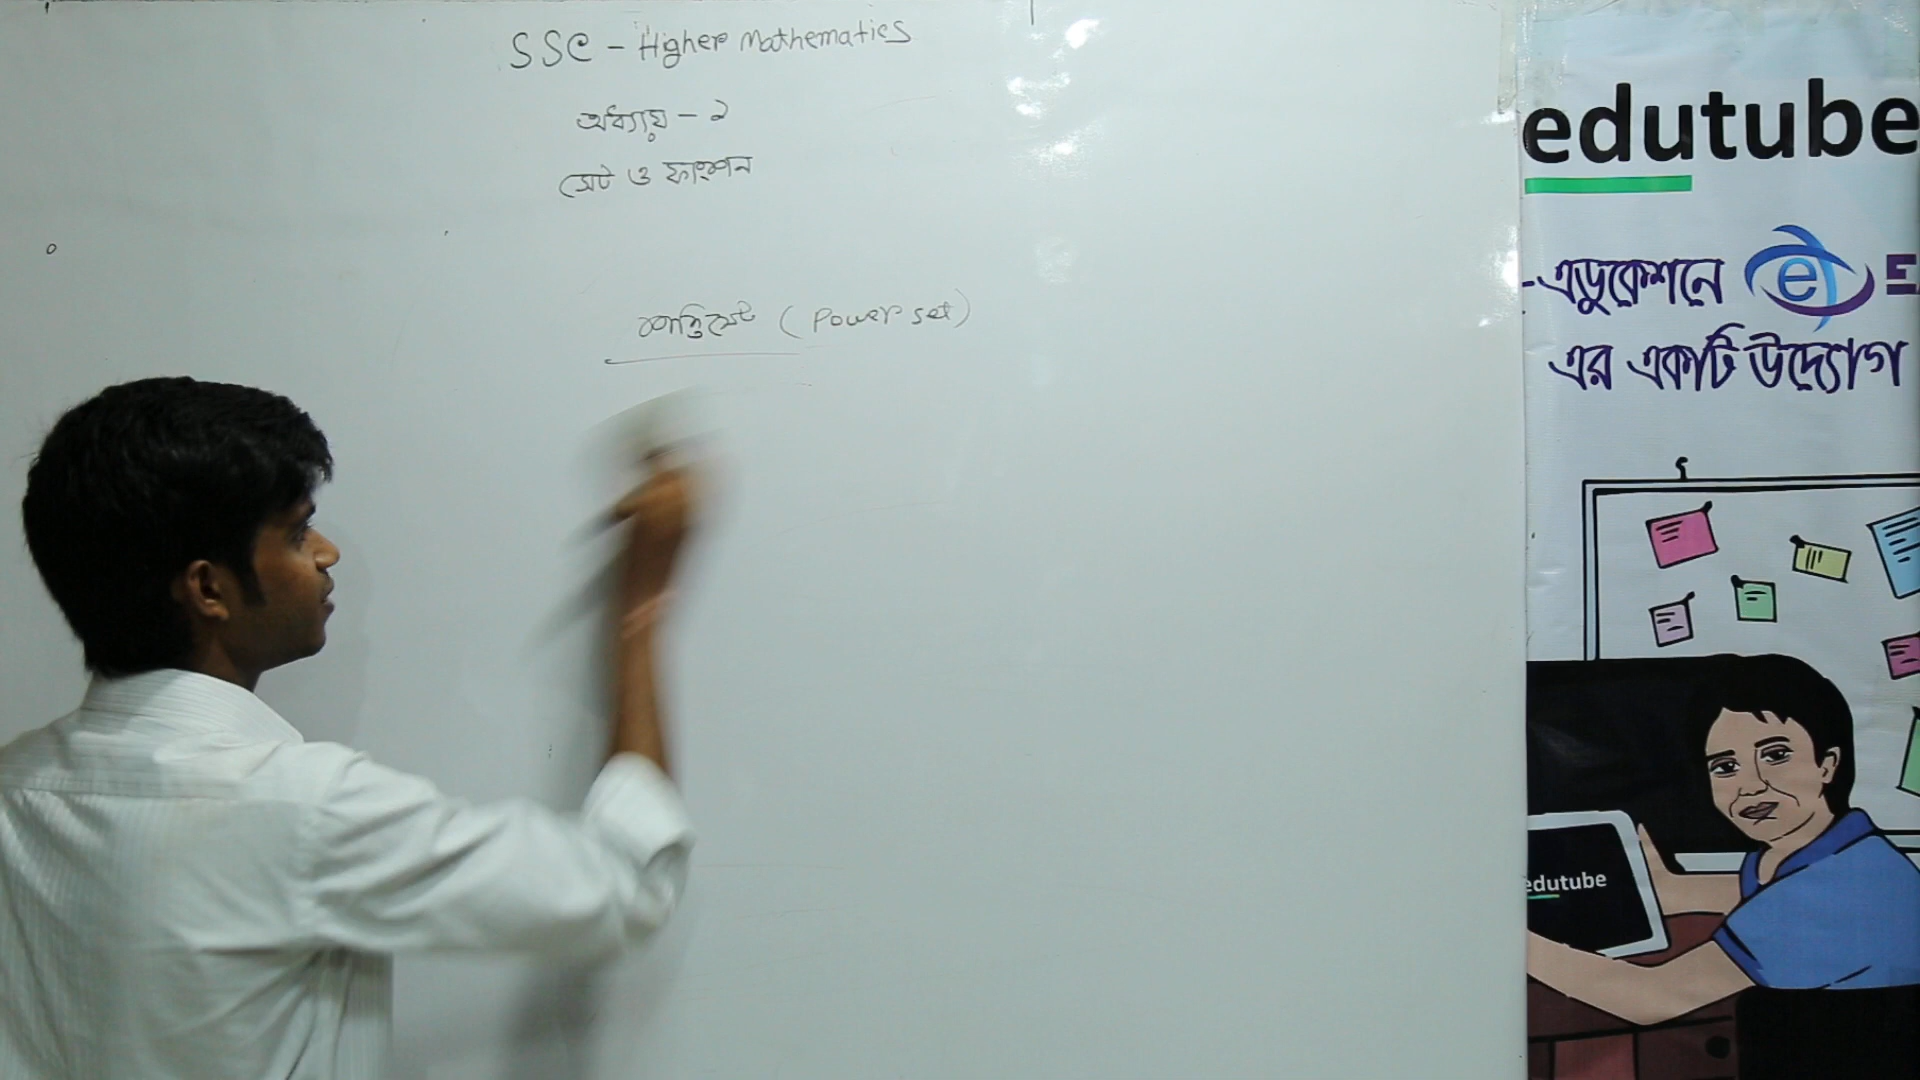 SSC - Higher Mathematics
অধ্যায় - ১
সেট ও ফাংশন
শক্তিসেট (Power set)
edutube
-এডুকেশনে e E
এর একটি উদ্যোগ
edutube